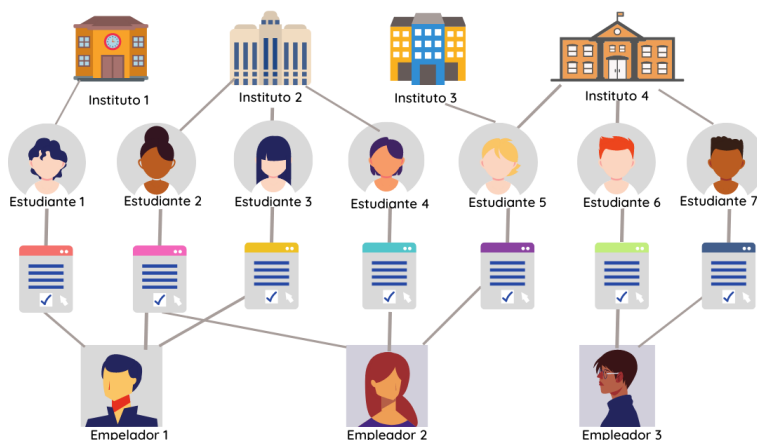 Instituto 1
Instituto 2
Instituto 3
Instituto 4
Estudiante 1
Estudiante 2
Estudiante 3
Estudiante 4
Estudiante 5
Estudiante 6
Estudiante 7
Empelador 1
Empleador 2
Empleador 3